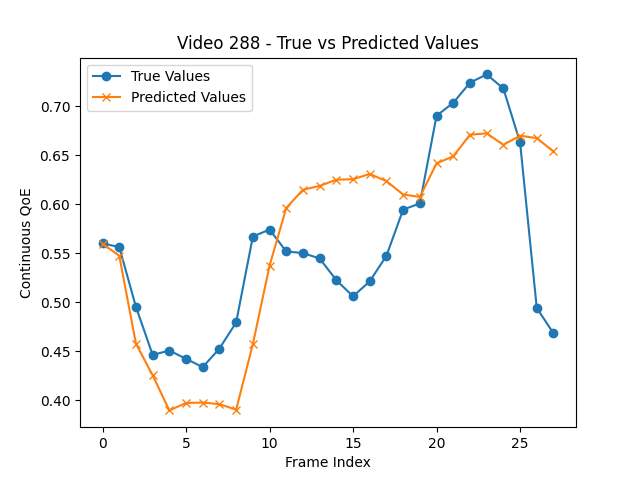 Video 288 - True vs Predicted Values
True Values
Predicted Values
Continuous QoE
0.70
0.65
0.60
0.55
0.50
0.45
0.40
0 5 10 15 20 25
Frame Index